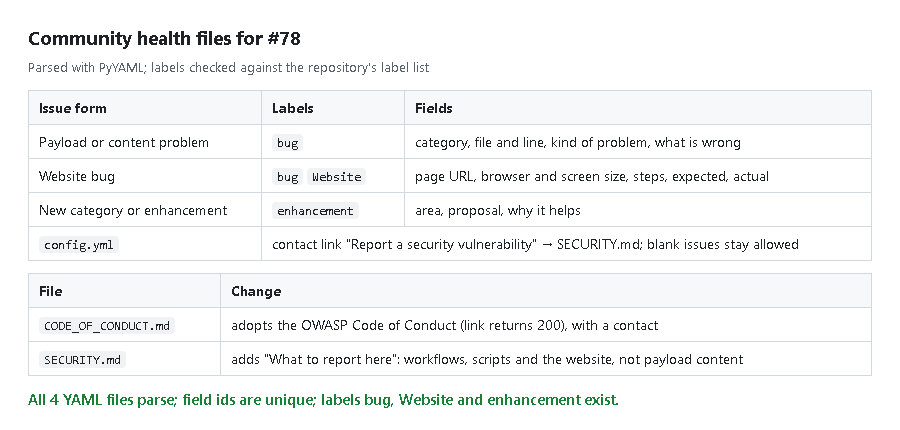 Community health files for #78
Parsed with PyYAML; labels checked against the repository's label list
Issue form Labels Fields
Payload or content problem bug category, file and line, kind of problem, what is wrong
Website bug bug Website page URL, browser and screen size, steps, expected, actual
New category or enhancement enhancement area, proposal, why it helps
config.yml contact link "Report a security vulnerability" → SECURITY.md; blank issues stay allowed
File Change
CODE_OF_CONDUCT.md adopts the OWASP Code of Conduct (link returns 200), with a contact
SECURITY.md adds "What to report here": workflows, scripts and the website, not payload content
All 4 YAML files parse; field ids are unique; labels bug, Website and enhancement exist.